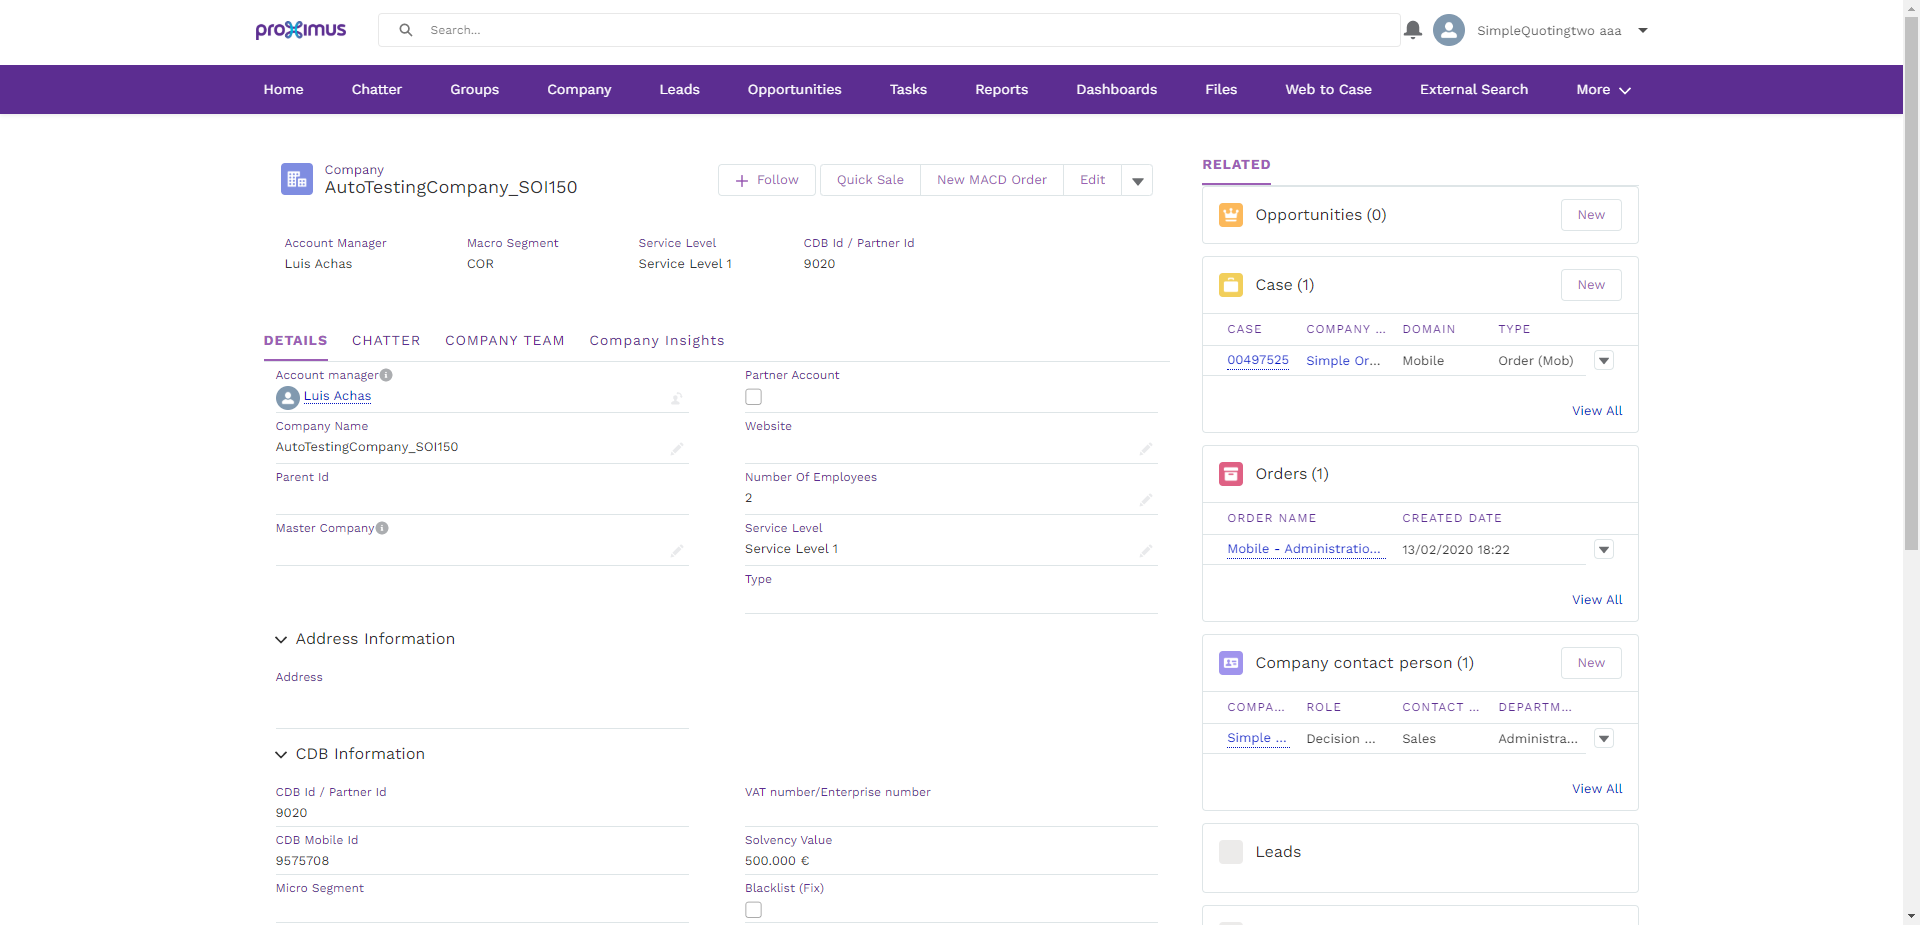 proximus
Search...
SimpleQuotingtwo aaa
Home Chatter Groups Company Leads Opportunities Tasks Reports Dashboards Files Web to Case External Search More
Company
AutoTestingCompany_SOI150
Follow Quick Sale New MACD Order Edit
Account Manager Macro Segment Service Level CDB Id / Partner Id
Luis Achas COR Service Level 1 9020
DETAILS CHATTER COMPANY TEAM Company Insights
Account manager Partner Account
Luis Achas
Company Name Website
AutoTestingCompany_SOI150
Parent Id Number Of Employees
2
Master Company Service Level
Service Level 1
Type
Address Information
Address
CDB Information
CDB Id / Partner Id VAT number/Enterprise number
9020
CDB Mobile Id Solvency Value
9575708 500.000 €
Micro Segment Blacklist (Fix)
RELATED
Opportunities (0) New
Case (1) New
CASE COMPANY ... DOMAIN TYPE
00497525 Simple Or... Mobile Order (Mob)
View All
Orders (1)
ORDER NAME CREATED DATE
Mobile - Administratio... 13/02/2020 18:22
View All
Company contact person (1) New
COMPA... ROLE CONTACT ... DEPARTM...
Simple ... Decision ... Sales Administra...
View All
Leads